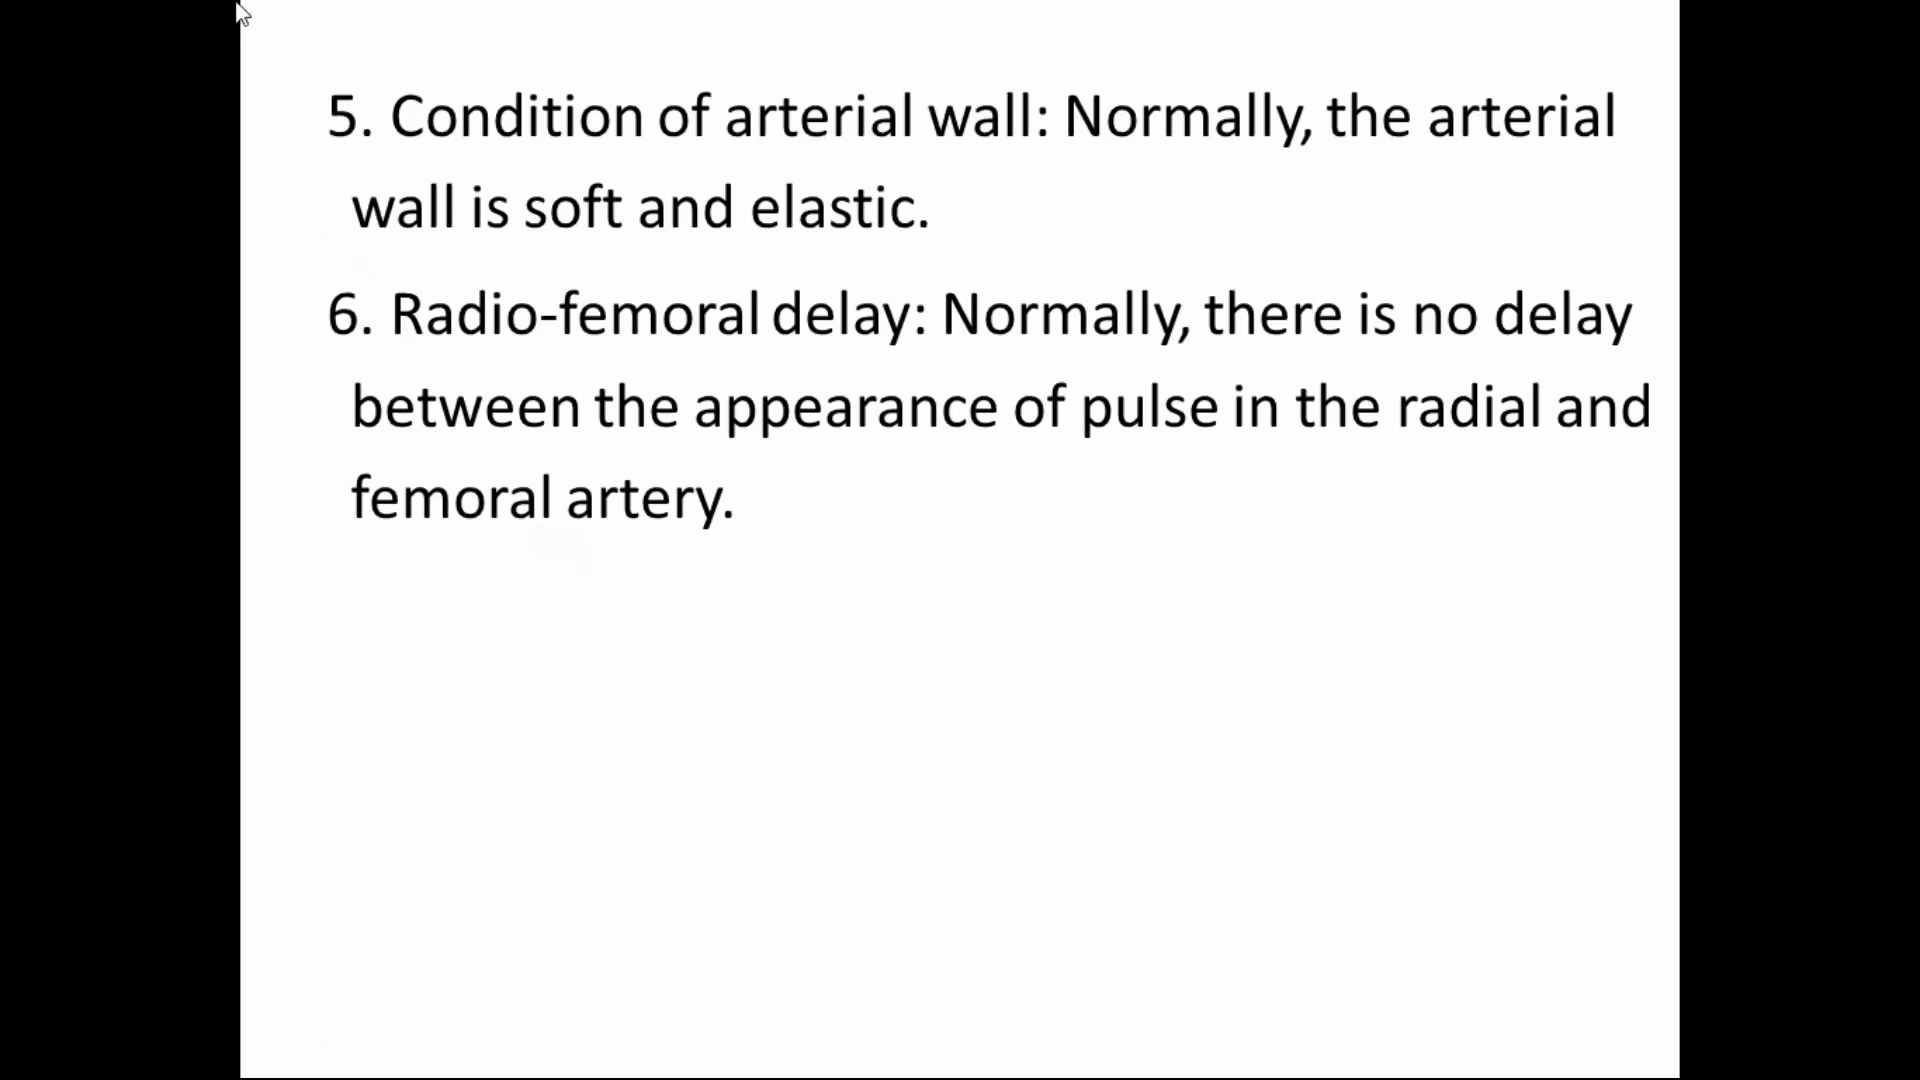 5. Condition of arterial wall: Normally, the arterial
wall is soft and elastic.
6. Radio-femoral delay: Normally, there is no delay
between the appearance of pulse in the radial and
femoral artery.